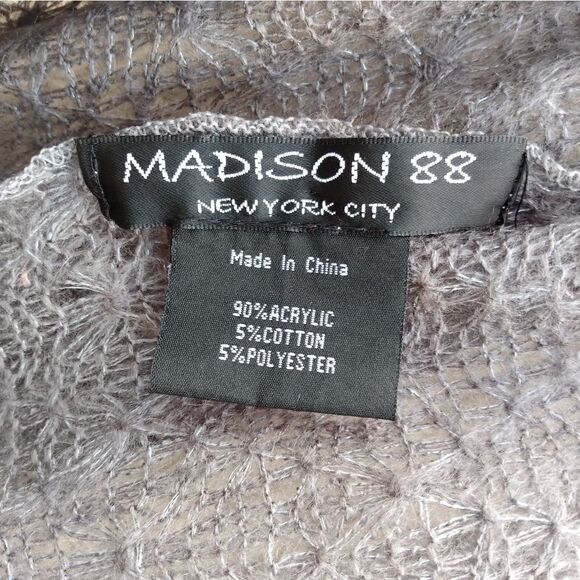 MADISON 88
NEW YORK CITY
Made In China
90%ACRYLIC
5%COTTON
5%POLYESTER